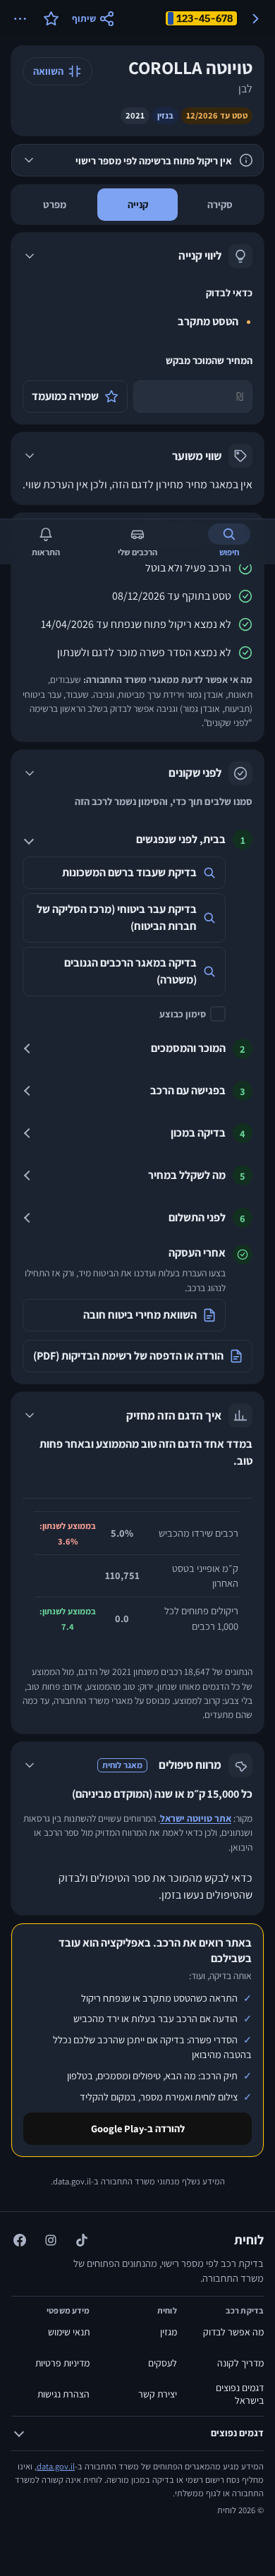 123-45-678
שיתוף
טויוטה COROLLA
השוואה
לבן
טסט עד 12/2026
בנזין
2021
אין ריקול פתוח ברשימה לפי מספר רישוי
סקירה
קנייה
מפרט
ליווי קנייה
כדאי לבדוק
• הטסט מתקרב
המחיר שהמוכר מבקש
₪
שמירה כמועמד
שווי משוער
אין במאגר מחיר מחירון לדגם הזה, ולכן אין הערכת שווי.
חיפוש
הרכבים שלי
התראות
הרכב פעיל ולא בוטל
טסט בתוקף עד 08/12/2026
לא נמצא ריקול פתוח שנפתח עד 14/04/2026
לא נמצא הסדר פשרה מוכר לדגם ולשנתון
מה אי אפשר לדעת ממאגרי משרד התחבורה: שעבודים,
תאונות, אובדן גמור וירידת ערך מביטוח, וגניבה. שעבוד, עבר ביטוחי
(תביעות, אובדן גמור) וגניבה אפשר לבדוק בשלב הראשון ברשימה
"לפני שקונים".
לפני שקונים
סמנו שלבים תוך כדי, והסימון נשמר לרכב הזה
1
בבית, לפני שנפגשים
בדיקת שעבוד ברשם המשכונות
בדיקת עבר ביטוחי (מרכז הסליקה של
חברות הביטוח)
בדיקה במאגר הרכבים הגנובים
(משטרה)
סימון כבוצע
2
המוכר והמסמכים
3
בפגישה עם הרכב
4
בדיקה במכון
5
מה לשקלל במחיר
6
לפני התשלום
אחרי העסקה
בצעו העברת בעלות ועדכנו את הביטוח מיד, ורק אז התחילו
לנהוג ברכב.
השוואת מחירי ביטוח חובה
הורדה או הדפסה של רשימת הבדיקות (PDF)
איך הדגם הזה מחזיק
במדד אחד הדגם הזה טוב מהממוצע ובאחר פחות
טוב.
רכבים שירדו מהכביש
5.0%
בממוצע לשנתון:
3.6%
ק״מ אופייני בטסט
האחרון
110,751
ריקולים פתוחים לכל
1,000 רכבים
0.0
בממוצע לשנתון:
7.4
הנתונים של 18,647 רכבים משנתון 2021 של הדגם, מול הממוצע
של כל הדגמים מאותו שנתון. ירוק: טוב מהממוצע, אדום: פחות טוב,
בלי צבע: קרוב לממוצע. מבוסס על מאגרי משרד התחבורה, עד כמה
שהם מתעדים.
מרווח טיפולים
מאגר לוחית
כל 15,000 ק״מ או שנה (המוקדם מביניהם)
מקור: אתר טויוטה ישראל. המרווחים עשויים להשתנות בין גרסאות
ושנתונים, ולכן כדאי לאמת את המרווח המדויק מול ספר הרכב או
היבואן.
כדאי לבקש מהמוכר את ספר הטיפולים ולבדוק
שהטיפולים נעשו בזמן.
באתר רואים את הרכב. באפליקציה הוא עובד
בשבילכם
אותה בדיקה, ועוד:
✓ התראה כשהטסט מתקרב או שנפתח ריקול
✓ הודעה אם הרכב עבר בעלות או ירד מהכביש
✓ הסדרי פשרה: בדיקה אם ייתכן שהרכב שלכם נכלל
בהטבה מהיבואן
✓ תיק הרכב: מה הבא, טיפולים ומסמכים, בטלפון
✓ צילום לוחית ואמירת מספר, במקום להקליד
להורדה ב-Google Play
המידע נשלף מנתוני משרד התחבורה ב-data.gov.il.
לוחית
בדיקת רכב לפי מספר רישוי, מהנתונים הפתוחים של
משרד התחבורה.
בדיקת רכב
מה אפשר לבדוק
מדריך לקונה
דגמים נפוצים
בישראל
לוחית
מגזין
לעסקים
יצירת קשר
מידע משפטי
תנאי שימוש
מדיניות פרטיות
הצהרת נגישות
דגמים נפוצים
המידע מגיע מהמאגרים הפתוחים של משרד התחבורה ב-data.gov.il, ואינו
מחליף נסח רישום רשמי או בדיקה במכון מורשה. לוחית אינה קשורה למשרד
התחבורה או לגוף ממשלתי.
© 2026 לוחית